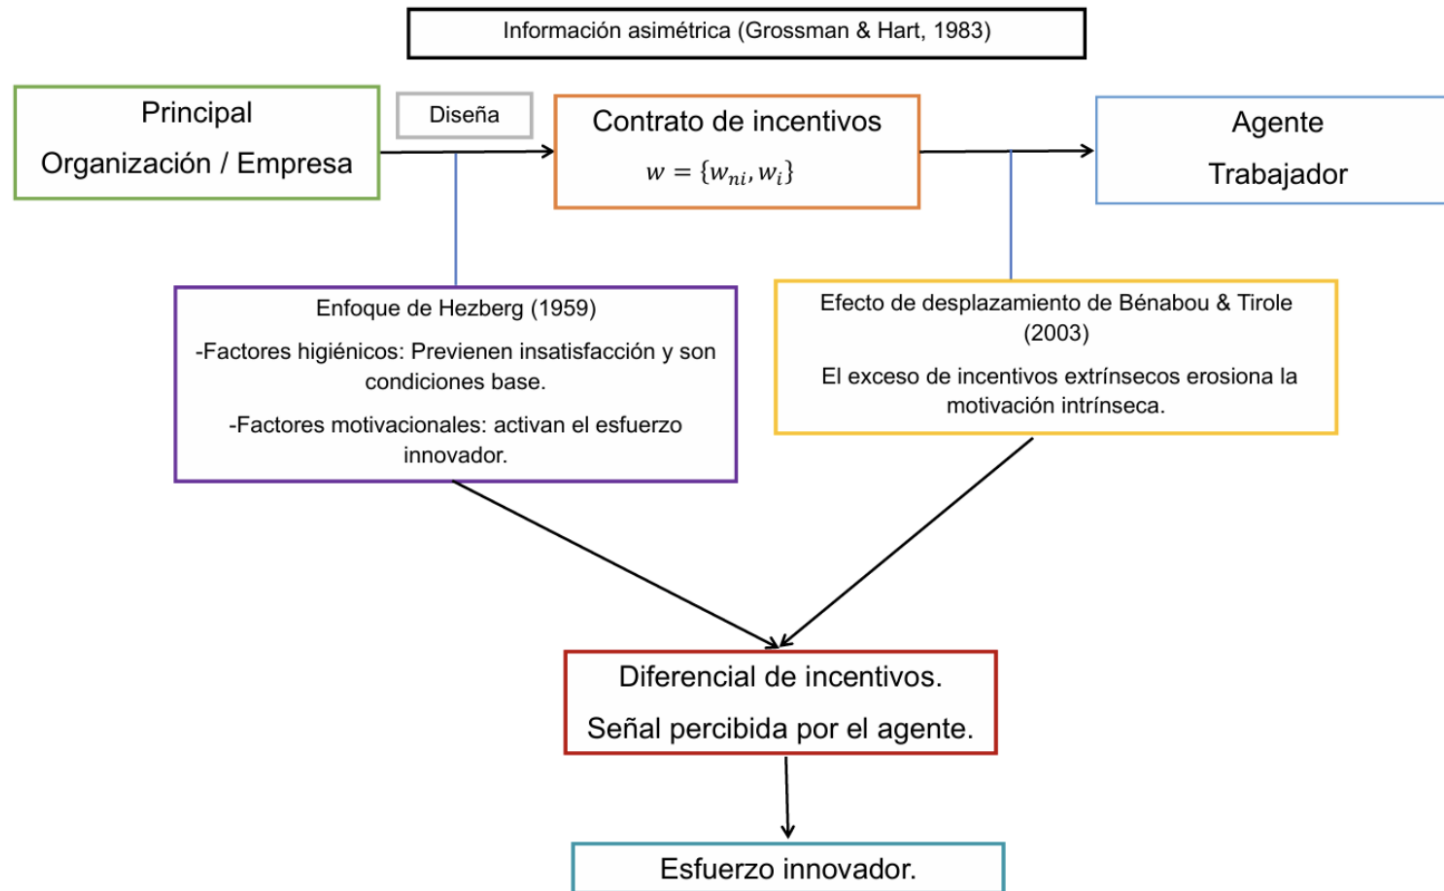 Información asimétrica (Grossman & Hart, 1983)
Principal
Organización / Empresa
Diseña
Contrato de incentivos
w = {wₙᵢ, wᵢ}
Agente
Trabajador
Enfoque de Hezberg (1959)
-Factores higiénicos: Previenen insatisfacción y son
condiciones base.
-Factores motivacionales: activan el esfuerzo
innovador.
Efecto de desplazamiento de Bénabou & Tirole
(2003)
El exceso de incentivos extrínsecos erosiona la
motivación intrínseca.
Diferencial de incentivos.
Señal percibida por el agente.
Esfuerzo innovador.